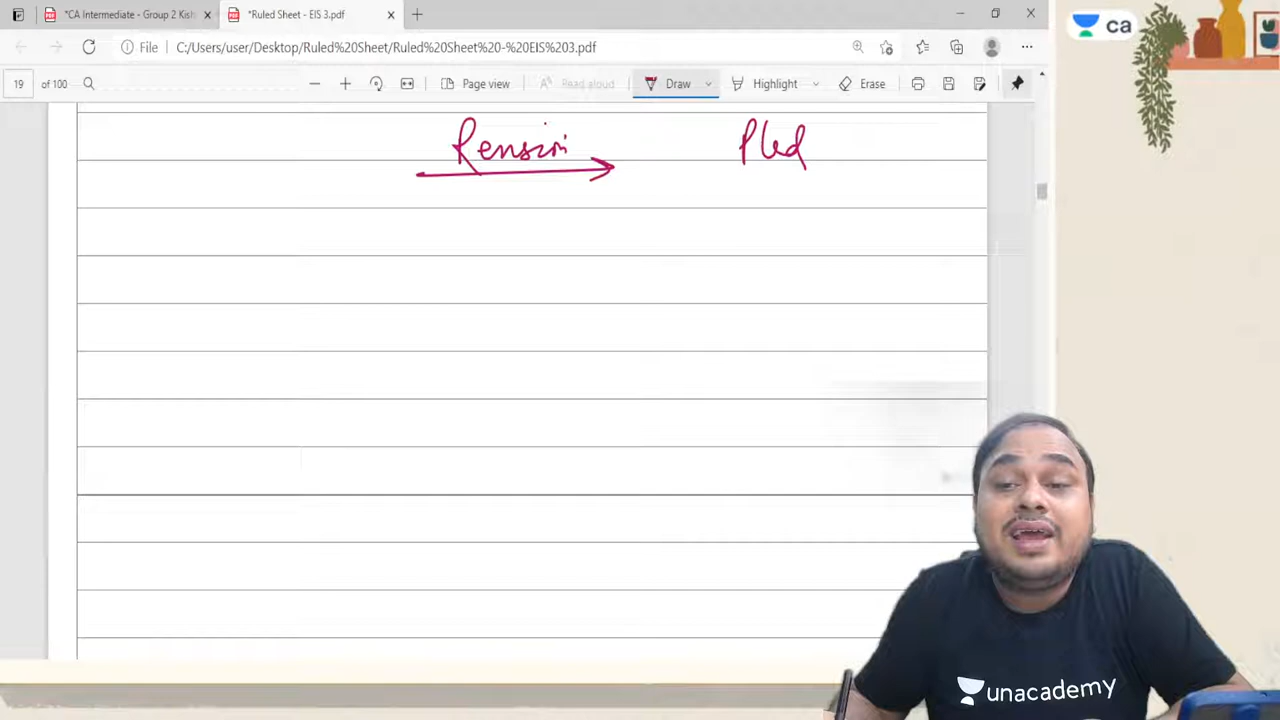 *CA Intermediate - Group 2 Kish
*Ruled Sheet - EIS 3.pdf
File C:/Users/user/Desktop/Ruled%20Sheet/Ruled%20Sheet%20-%20EIS%203.pdf
19 of 100 Page view Read aloud Draw Highlight Erase
ca
Pension Pled
unacademy